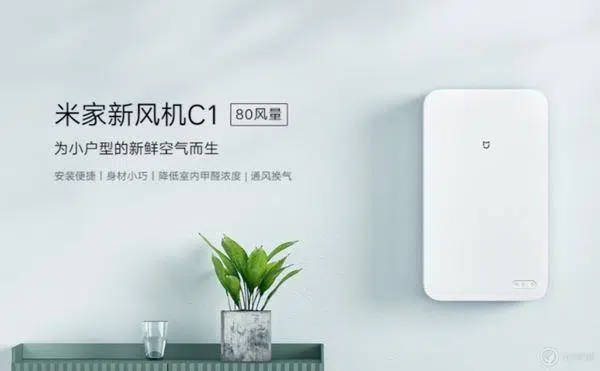 米家新风机C1 80风量
为小户型的新鲜空气而生
安装便捷丨身材小巧丨降低室内甲醛浓度 | 通风换气